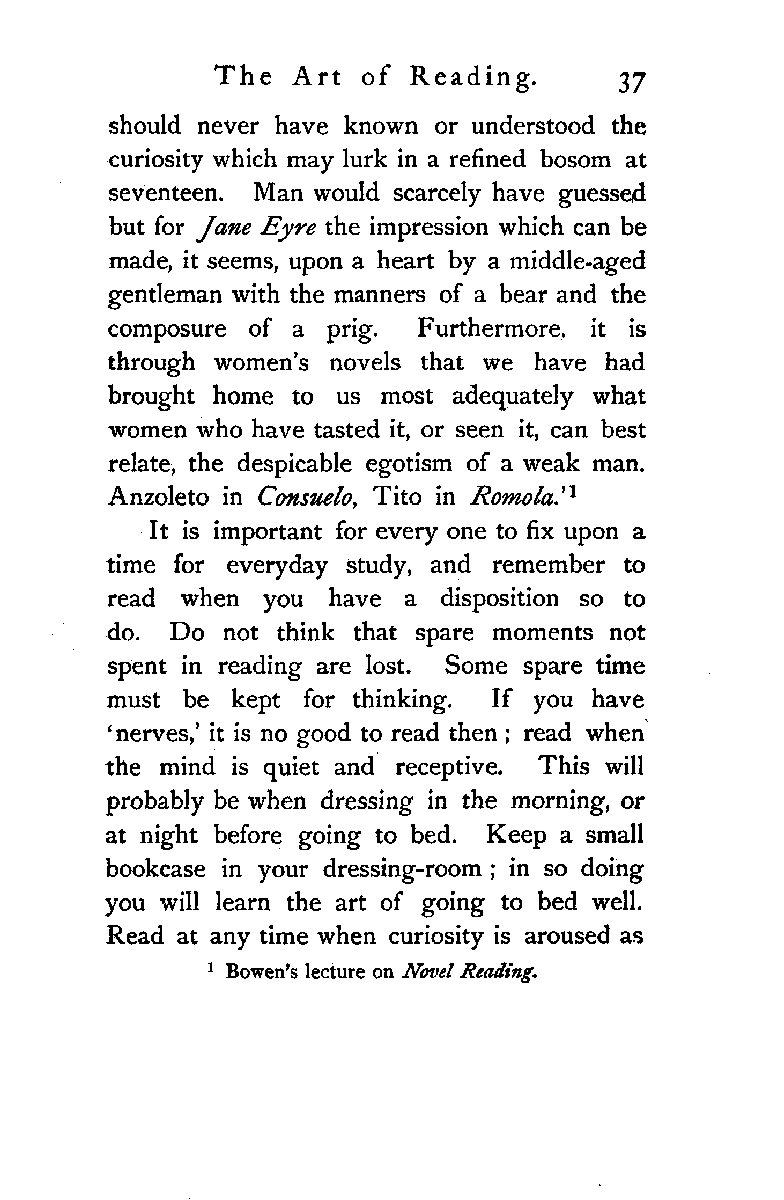 The Art of Reading. 37
should never have known or understood the
curiosity which may lurk in a refined bosom at
seventeen. Man would scarcely have guessed
but for Jane Eyre the impression which can be
made, it seems, upon a heart by a middle-aged
gentleman with the manners of a bear and the
composure of a prig. Furthermore, it is
through women's novels that we have had
brought home to us most adequately what
women who have tasted it, or seen it, can best
relate, the despicable egotism of a weak man.
Anzoleto in Consuelo, Tito in Romola.'¹
It is important for every one to fix upon a
time for everyday study, and remember to
read when you have a disposition so to
do. Do not think that spare moments not
spent in reading are lost. Some spare time
must be kept for thinking. If you have
‘nerves,’ it is no good to read then ; read when
the mind is quiet and receptive. This will
probably be when dressing in the morning, or
at night before going to bed. Keep a small
bookcase in your dressing-room ; in so doing
you will learn the art of going to bed well.
Read at any time when curiosity is aroused as
¹ Bowen's lecture on Novel Reading.